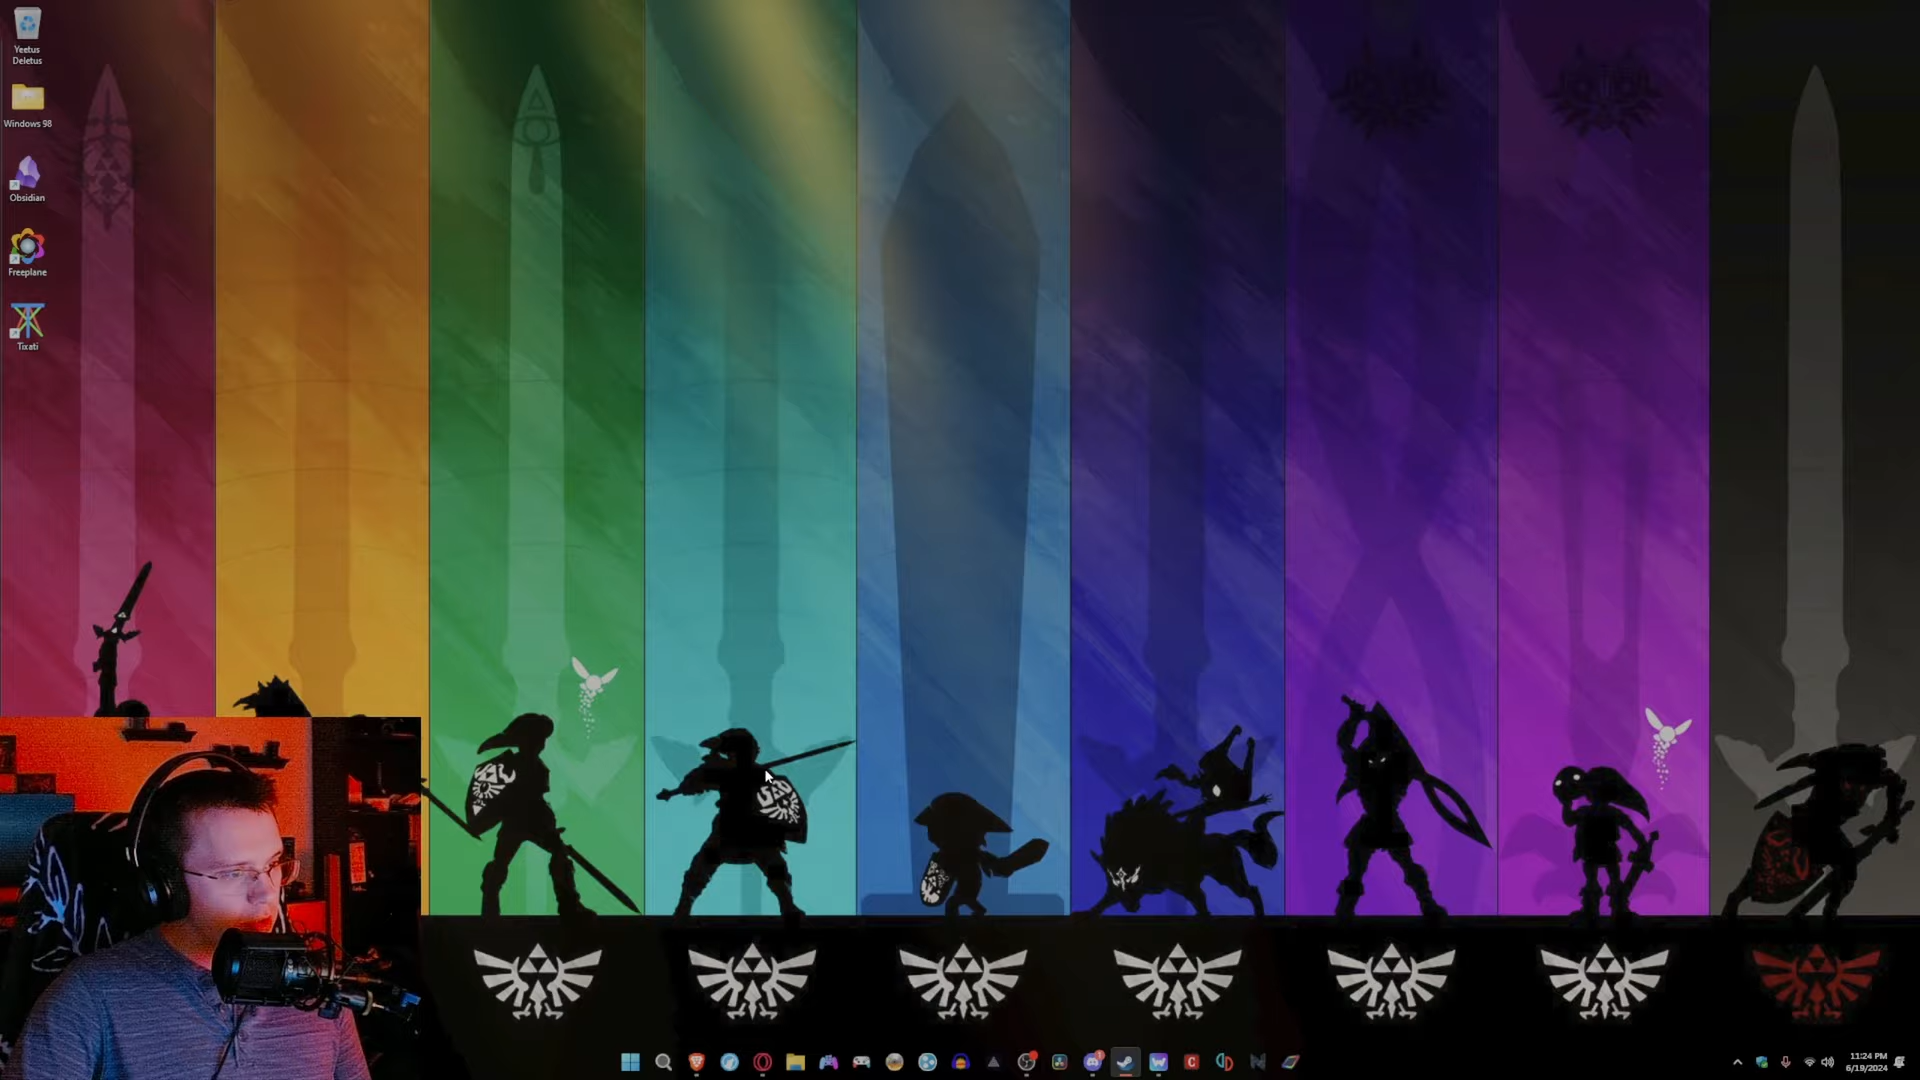 Yeetus
Deletus
Windows 98
Obsidian
Freeplane
Tixati
11:24 PM
6/19/2024